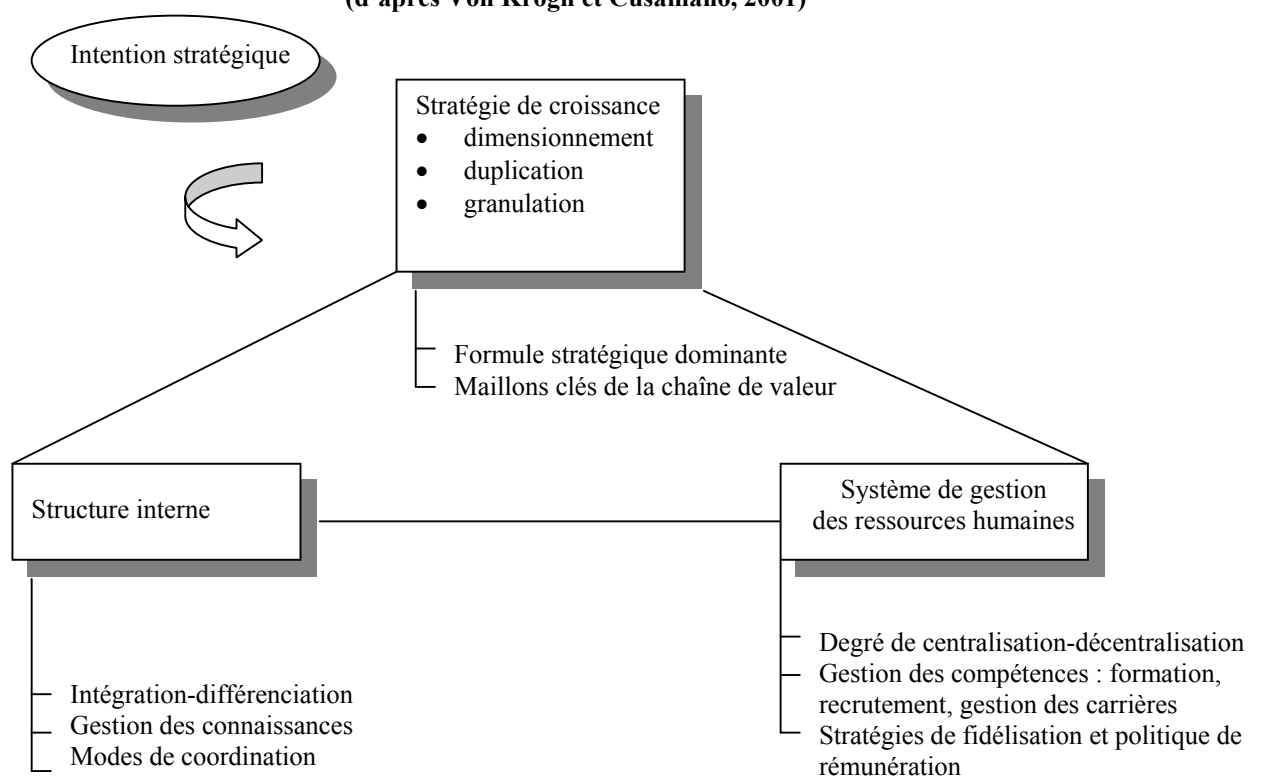 (d'après Von Krogh et Cusamano, 2001)
Intention stratégique
Stratégie de croissance
• dimensionnement
• duplication
• granulation
Formule stratégique dominante
Maillons clés de la chaîne de valeur
Structure interne
Système de gestion
des ressources humaines
Intégration-différenciation
Gestion des connaissances
Modes de coordination
Degré de centralisation-décentralisation
Gestion des compétences : formation,
recrutement, gestion des carrières
Stratégies de fidélisation et politique de
rémunération